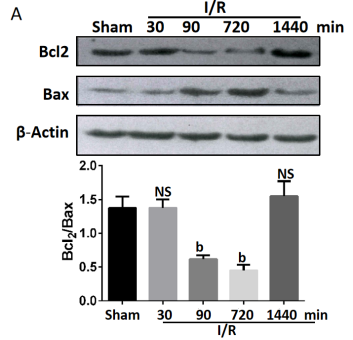 A
I/R
Sham 30 90 720 1440 min
Bcl2
Bax
β-Actin
Bcl₂/Bax
2.0
1.5
1.0
0.5
0.0
NS
b
b
NS
Sham 30 90 720 1440 min
I/R